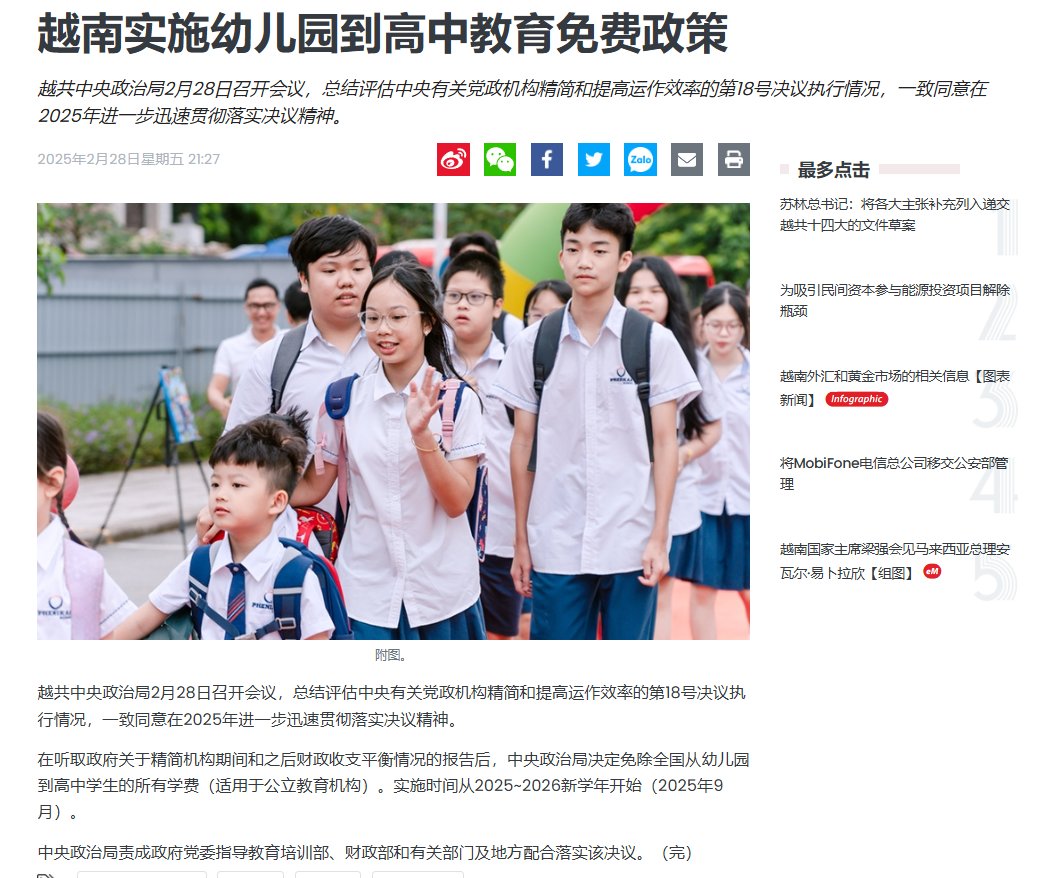 越南实施幼儿园到高中教育免费政策
越共中央政治局2月28日召开会议，总结评估中央有关党政机构精简和提高运作效率的第18号决议执行情况，一致同意在
2025年进一步迅速贯彻落实决议精神。
2025年2月28日星期五 21:27
Zalo
最多点击
苏林总书记：将各大主张补充列入递交
越共十四大的文件草案
1
为吸引民间资本参与能源投资项目解除
瓶颈
2
越南外汇和黄金市场的相关信息【图表
新闻】 Infographic
3
将MobiFone电信总公司移交公安部管
理
4
越南国家主席梁强会见马来西亚总理安
瓦尔·易卜拉欣【组图】 eM
5
附图。
越共中央政治局2月28日召开会议，总结评估中央有关党政机构精简和提高运作效率的第18号决议执
行情况，一致同意在2025年进一步迅速贯彻落实决议精神。
在听取政府关于精简机构期间和之后财政收支平衡情况的报告后，中央政治局决定免除全国从幼儿园
到高中学生的所有学费（适用于公立教育机构）。实施时间从2025~2026新学年开始（2025年9
月）。
中央政治局责成政府党委指导教育培训部、财政部和有关部门及地方配合落实该决议。（完）